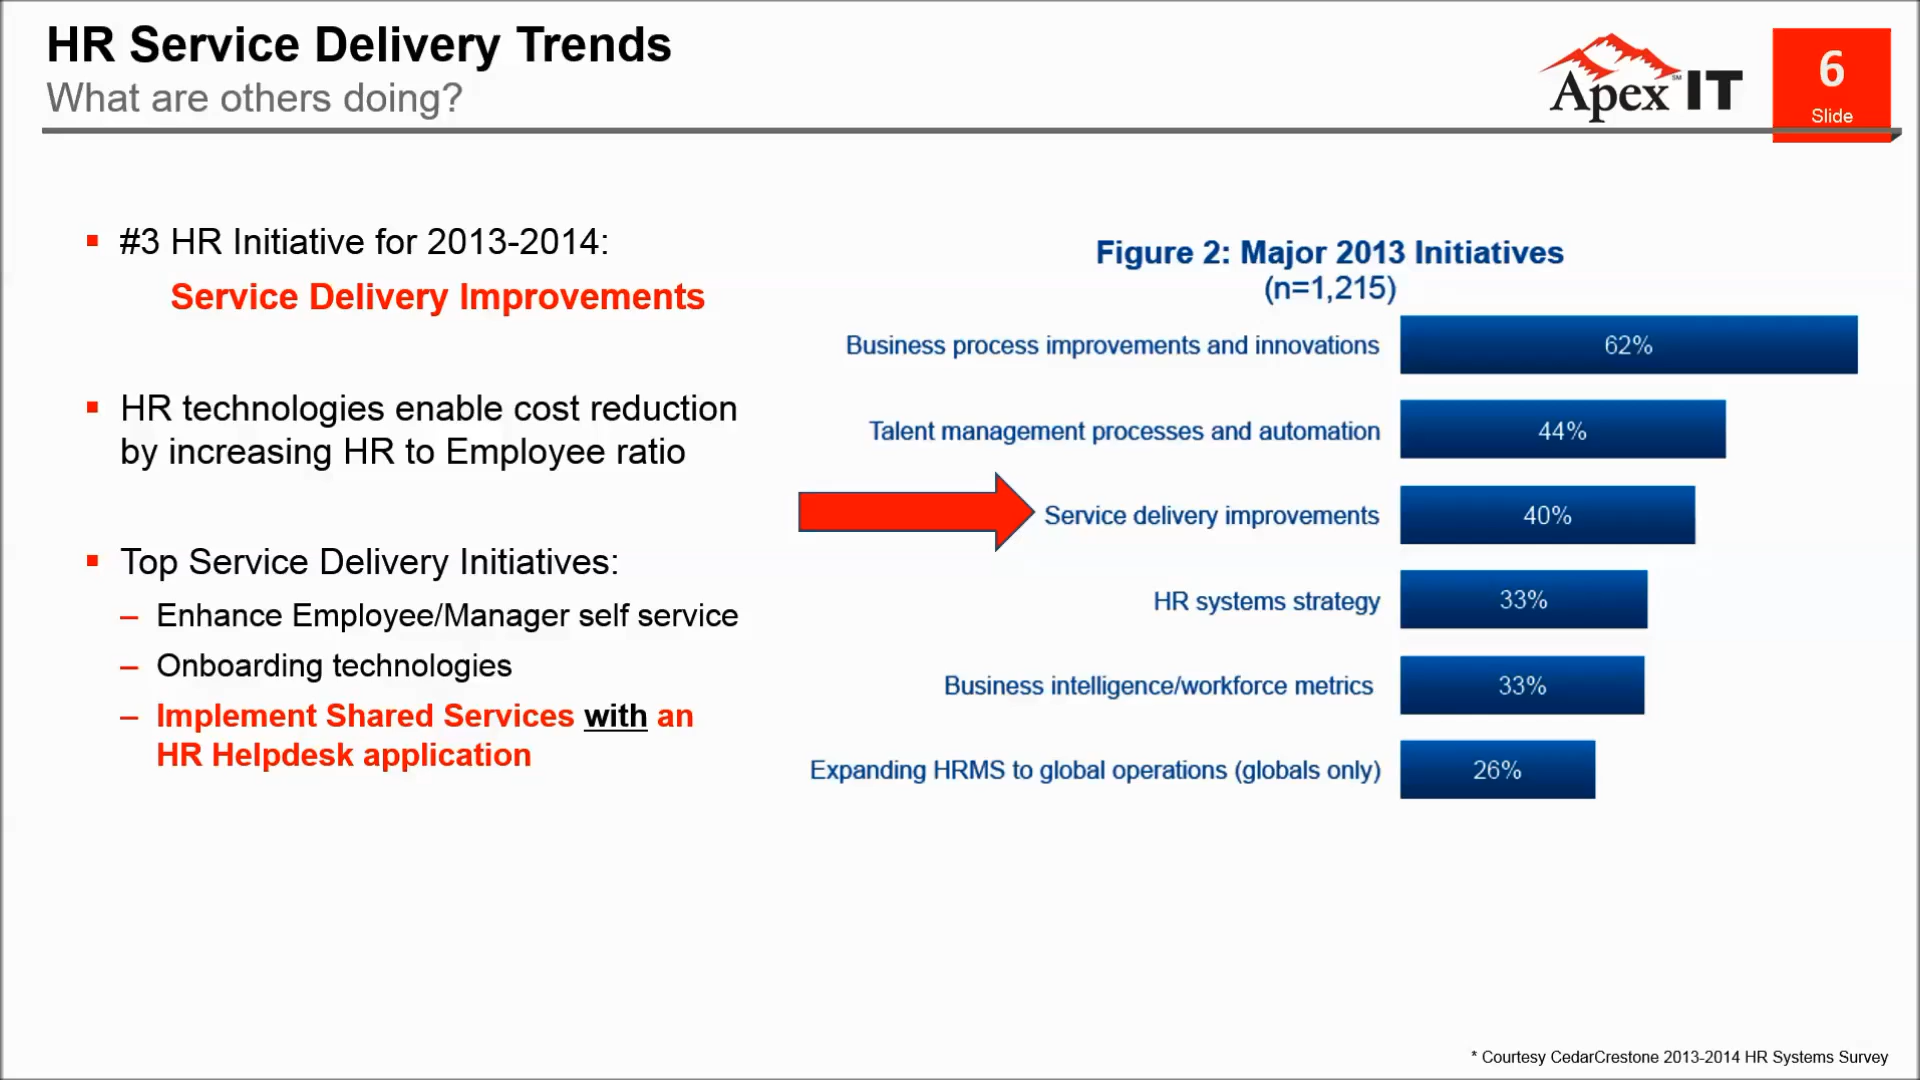 HR Service Delivery Trends
What are others doing?
Apex IT
SM
6
Slide
#3 HR Initiative for 2013-2014:
Service Delivery Improvements
HR technologies enable cost reduction
by increasing HR to Employee ratio
Top Service Delivery Initiatives:
– Enhance Employee/Manager self service
– Onboarding technologies
– Implement Shared Services with an
HR Helpdesk application
Figure 2: Major 2013 Initiatives
(n=1,215)
Business process improvements and innovations 62%
Talent management processes and automation 44%
Service delivery improvements 40%
HR systems strategy 33%
Business intelligence/workforce metrics 33%
Expanding HRMS to global operations (globals only) 26%
* Courtesy CedarCrestone 2013-2014 HR Systems Survey